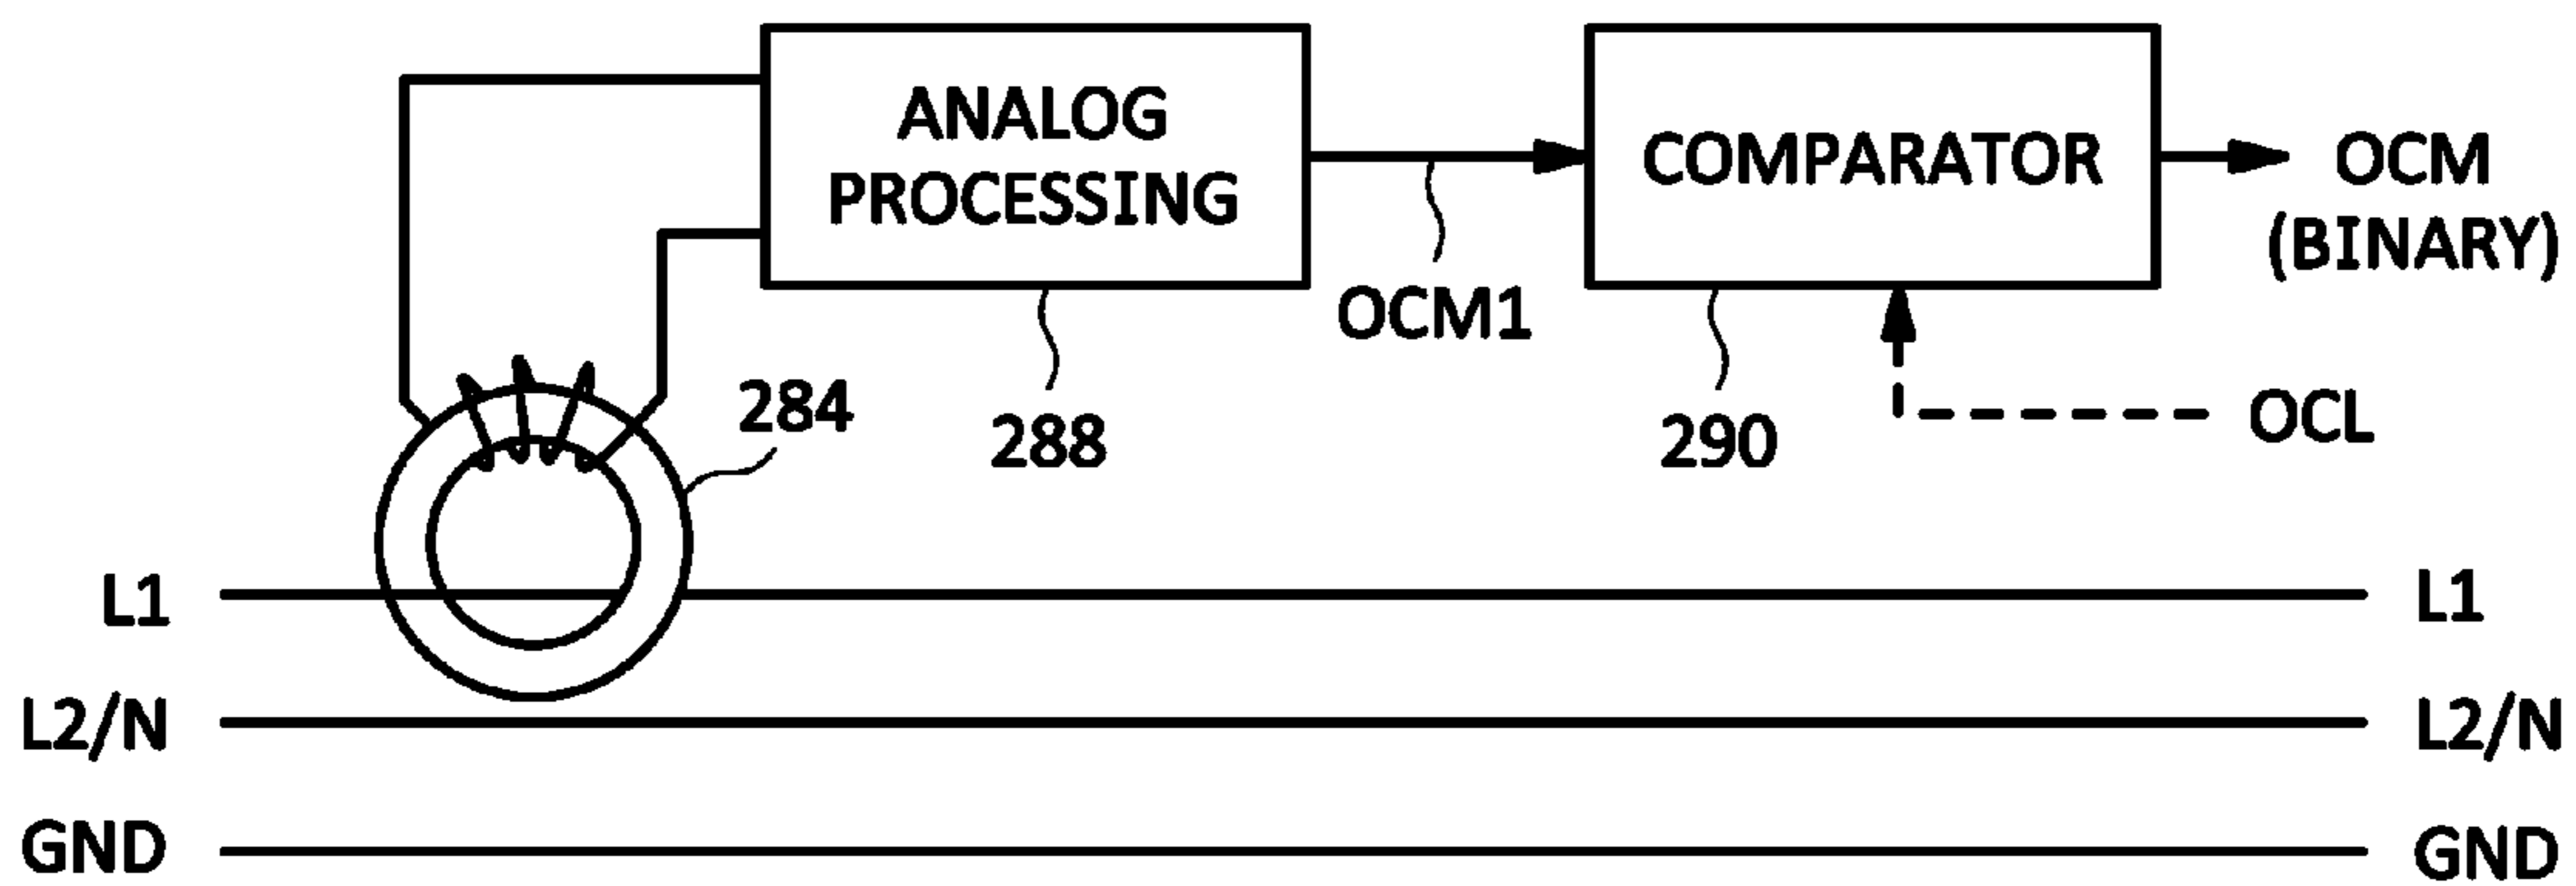 ANALOG
PROCESSING
COMPARATOR
OCM
(BINARY)
OCM1
284
288
290
OCL
L1
L1
L2/N
L2/N
GND
GND